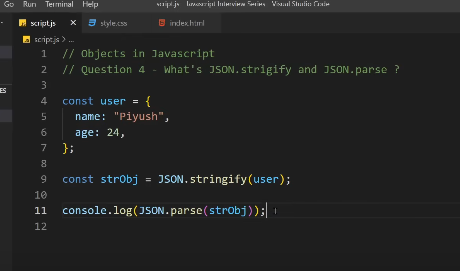 Go Run Terminal Help script.js - Javascript Interview Series - Visual Studio Code
script.js style.css index.html
script.js > ...
1 // Objects in Javascript
2 // Question 4 - What's JSON.strigify and JSON.parse ?
3
4 const user = {
5 name: "Piyush",
6 age: 24,
7 };
8
9 const strObj = JSON.stringify(user);
10
11 console.log(JSON.parse(strObj));
12